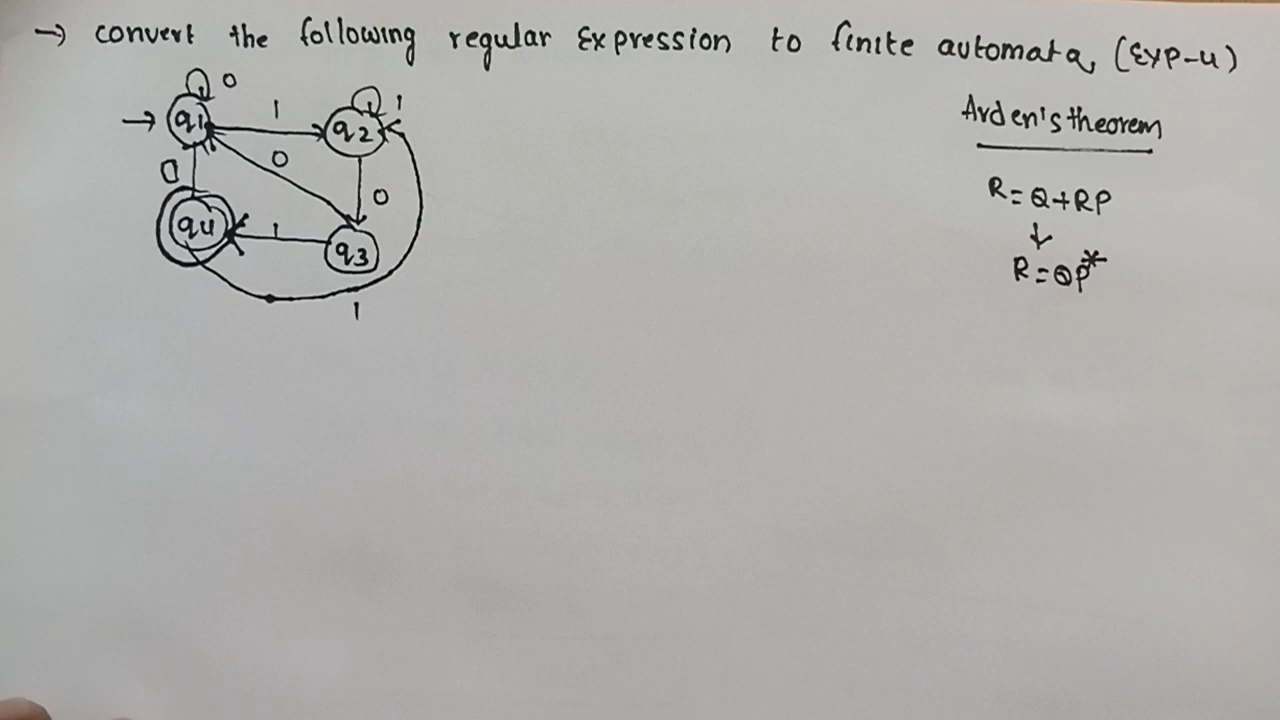 → convert the following regular Expression to finite automata, (Exp-4)
Arden's theorem
R=Q+RP
↓
R=QP*
0
1
1
q1
q2
0
0
0
q4
1
q3
1